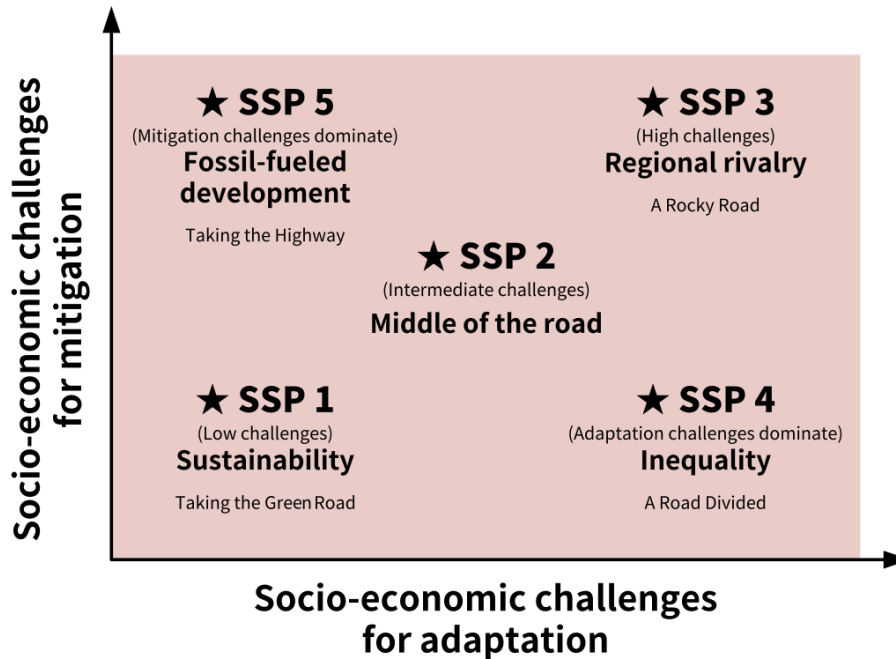 Socio-economic challenges
for mitigation
★ SSP 5
(Mitigation challenges dominate)
Fossil-fueled
development
Taking the Highway
★ SSP 3
(High challenges)
Regional rivalry
A Rocky Road
★ SSP 2
(Intermediate challenges)
Middle of the road
★ SSP 1
(Low challenges)
Sustainability
Taking the Green Road
★ SSP 4
(Adaptation challenges dominate)
Inequality
A Road Divided
Socio-economic challenges
for adaptation